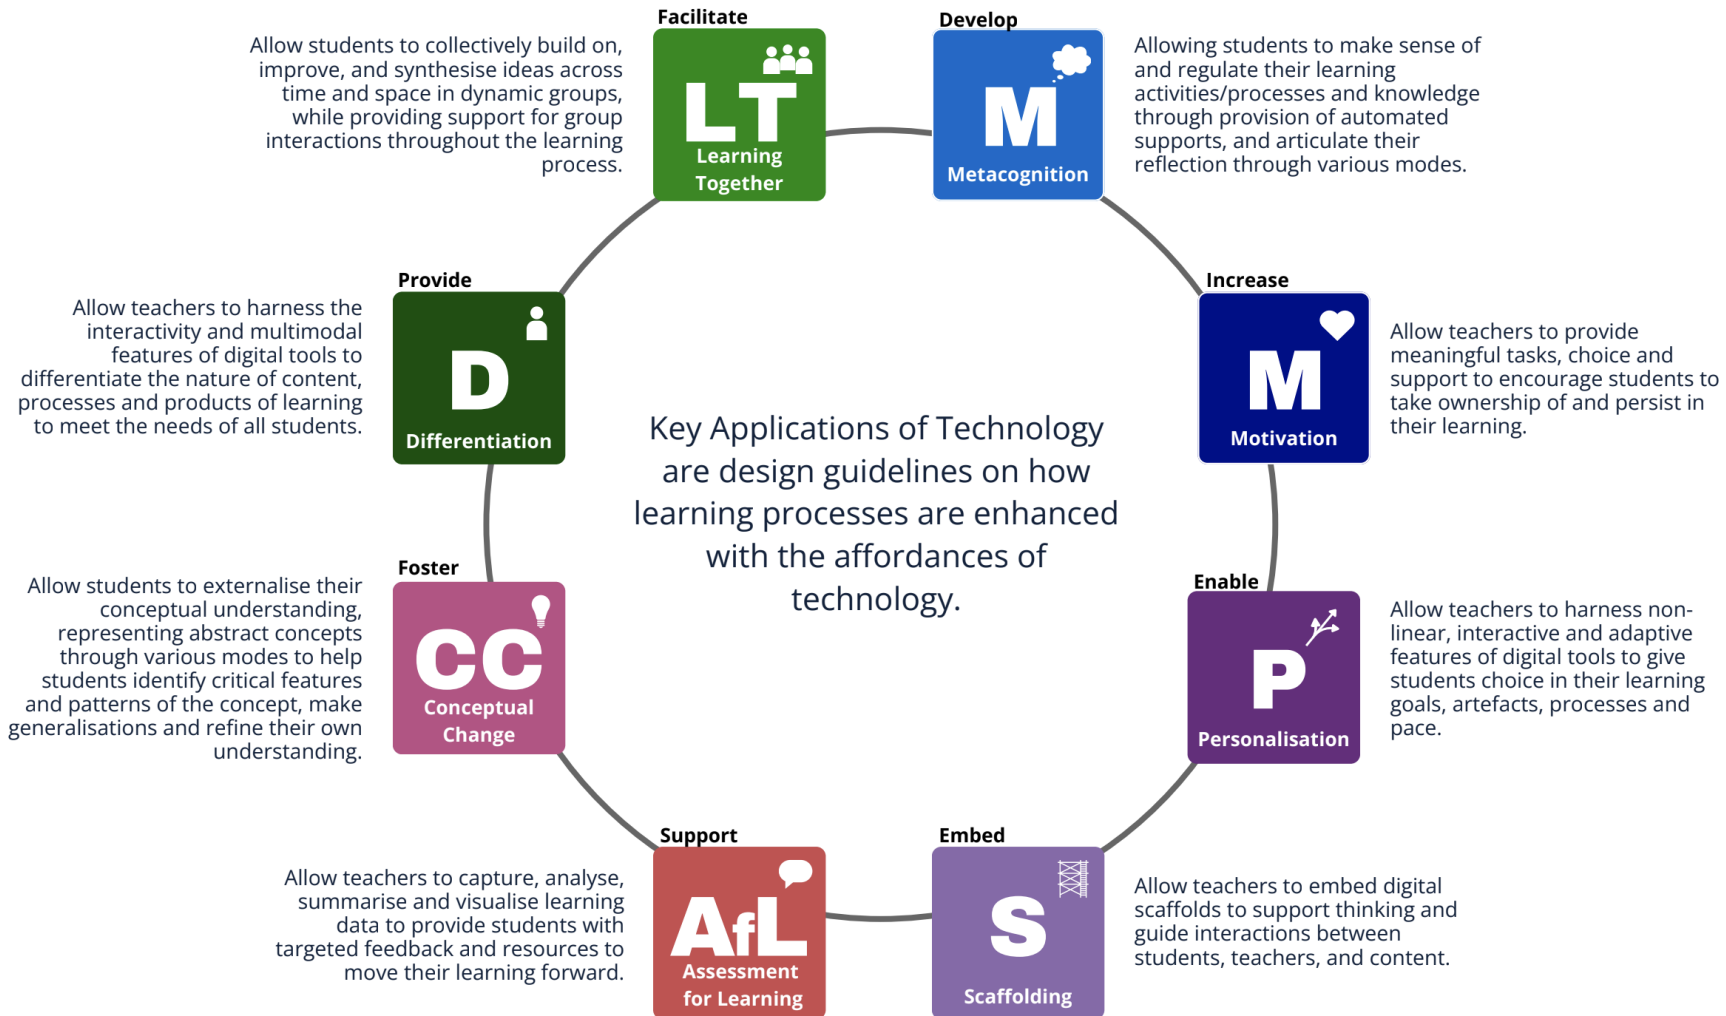 Facilitate
Allow students to collectively build on,
improve, and synthesise ideas across
time and space in dynamic groups,
while providing support for group
interactions throughout the learning
process.
LT
Learning
Together
Develop
M
Metacognition
Allowing students to make sense of
and regulate their learning
activities/processes and knowledge
through provision of automated
supports, and articulate their
reflection through various modes.
Provide
Allow teachers to harness the
interactivity and multimodal
features of digital tools to
differentiate the nature of content,
processes and products of learning
to meet the needs of all students.
D
Differentiation
Increase
M
Motivation
Allow teachers to provide
meaningful tasks, choice and
support to encourage students to
take ownership of and persist in
their learning.
Key Applications of Technology
are design guidelines on how
learning processes are enhanced
with the affordances of
technology.
Foster
Allow students to externalise their
conceptual understanding,
representing abstract concepts
through various modes to help
students identify critical features
and patterns of the concept, make
generalisations and refine their own
understanding.
CC
Conceptual
Change
Enable
P
Personalisation
Allow teachers to harness non-
linear, interactive and adaptive
features of digital tools to give
students choice in their learning
goals, artefacts, processes and
pace.
Support
Allow teachers to capture, analyse,
summarise and visualise learning
data to provide students with
targeted feedback and resources to
move their learning forward.
AfL
Assessment
for Learning
Embed
S
Scaffolding
Allow teachers to embed digital
scaffolds to support thinking and
guide interactions between
students, teachers, and content.